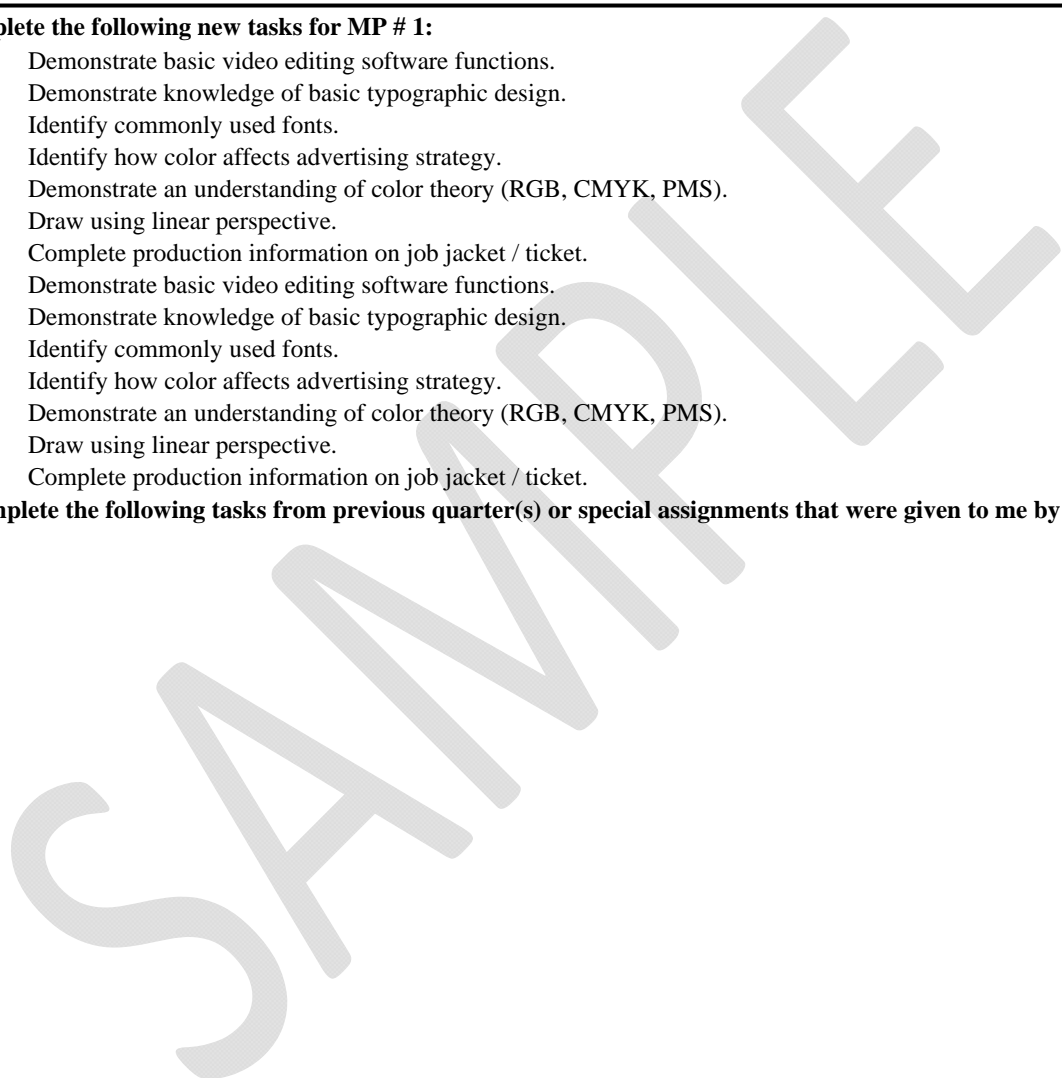 plete the following new tasks for MP # 1:
Demonstrate basic video editing software functions.
Demonstrate knowledge of basic typographic design.
Identify commonly used fonts.
Identify how color affects advertising strategy.
Demonstrate an understanding of color theory (RGB, CMYK, PMS).
Draw using linear perspective.
Complete production information on job jacket / ticket.
Demonstrate basic video editing software functions.
Demonstrate knowledge of basic typographic design.
Identify commonly used fonts.
Identify how color affects advertising strategy.
Demonstrate an understanding of color theory (RGB, CMYK, PMS).
Draw using linear perspective.
Complete production information on job jacket / ticket.
mplete the following tasks from previous quarter(s) or special assignments that were given to me by
SAMPLE